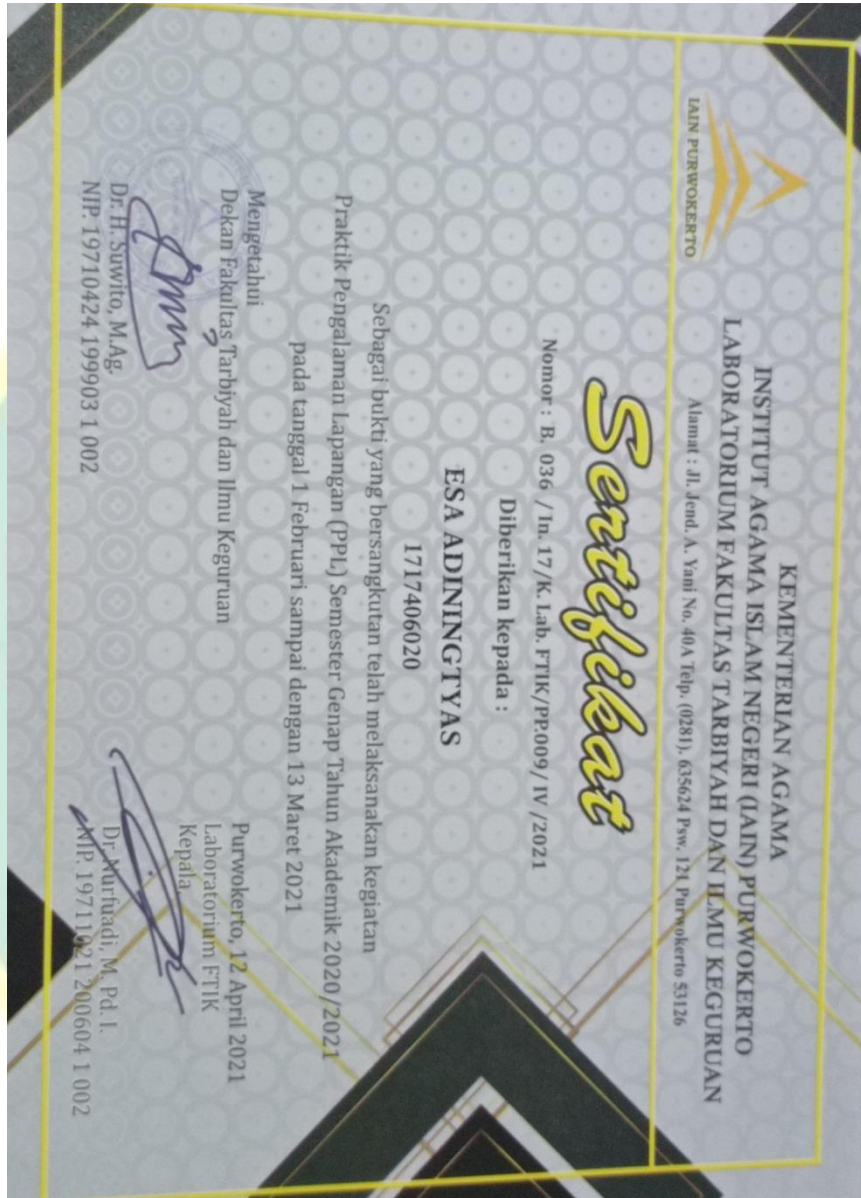 IAIN PURWOKERTO
KEMENTERIAN AGAMA
INSTITUT AGAMA ISLAM NEGERI (IAIN) PURWOKERTO
LABORATORIUM FAKULTAS TARBIYAH DAN ILMU KEGURUAN
Alamat : Jl. Jend. A. Yani No. 40A Telp. (0281). 635624 Psw. 121 Purwokerto 53126
Sertifikat
Nomor : B. 036 / In. 17/K. Lab. FTIK/PP.009/ IV /2021
Diberikan kepada :
ESA ADININGTYAS
1717406020
Sebagai bukti yang bersangkutan telah melaksanakan kegiatan
Praktik Pengalaman Lapangan (PPL) Semester Genap Tahun Akademik 2020/2021
pada tanggal 1 Februari sampai dengan 13 Maret 2021
Mengetahui
Dekan Fakultas Tarbiyah dan Ilmu Keguruan
Dr. H. Suwito, M.Ag.
NIP. 19710424 199903 1 002
Purwokerto, 12 April 2021
Laboratorium FTIK
Kepala
Dr. Nurfuadi, M. Pd. I.
NIP. 19711021 200604 1 002